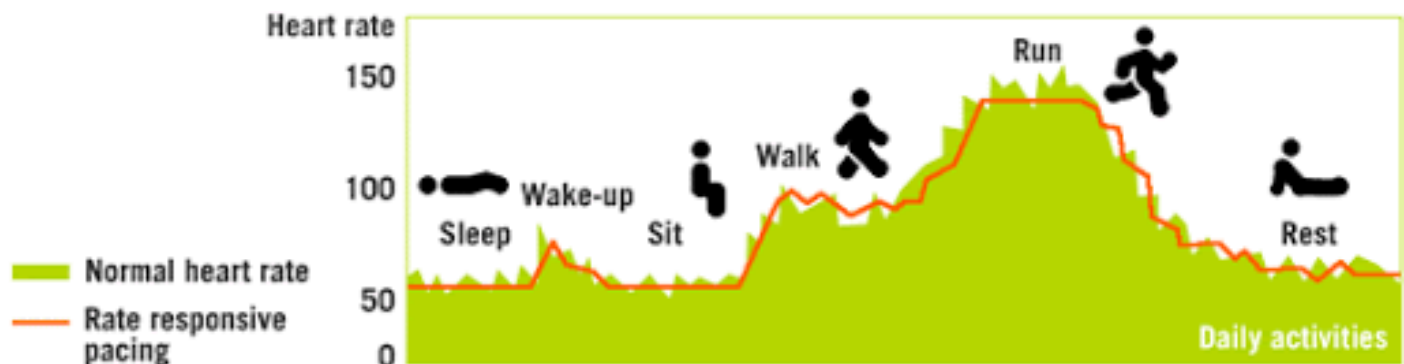 Heart rate
150
100
50
0
Sleep
Wake-up
Sit
Walk
Run
Rest
Daily activities
Normal heart rate
Rate responsive
pacing